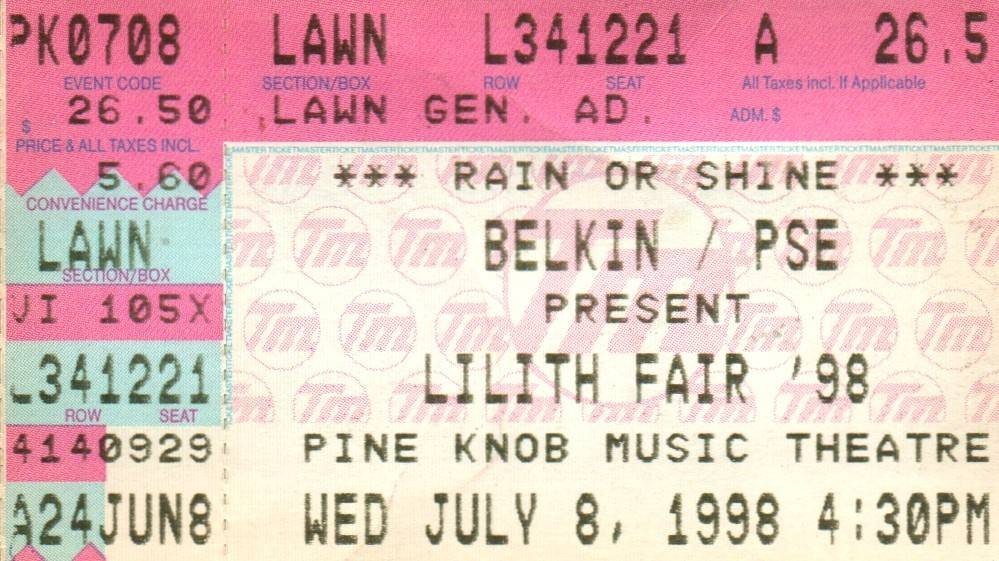 PK0708 LAWN L341221 A 26.5
EVENT CODE SECTION/BOX ROW SEAT All Taxes incl. If Applicable
$ 26.50 LAWN GEN. AD. ADM. $
PRICE & ALL TAXES INCL.
5.60
CONVENIENCE CHARGE
LAWN
SECTION/BOX
JI 105X
L341221
ROW SEAT
4140929
A24JUN8
*** RAIN OR SHINE ***
BELKIN / PSE
PRESENT
LILITH FAIR '98
PINE KNOB MUSIC THEATRE
WED JULY 8, 1998 4:30PM